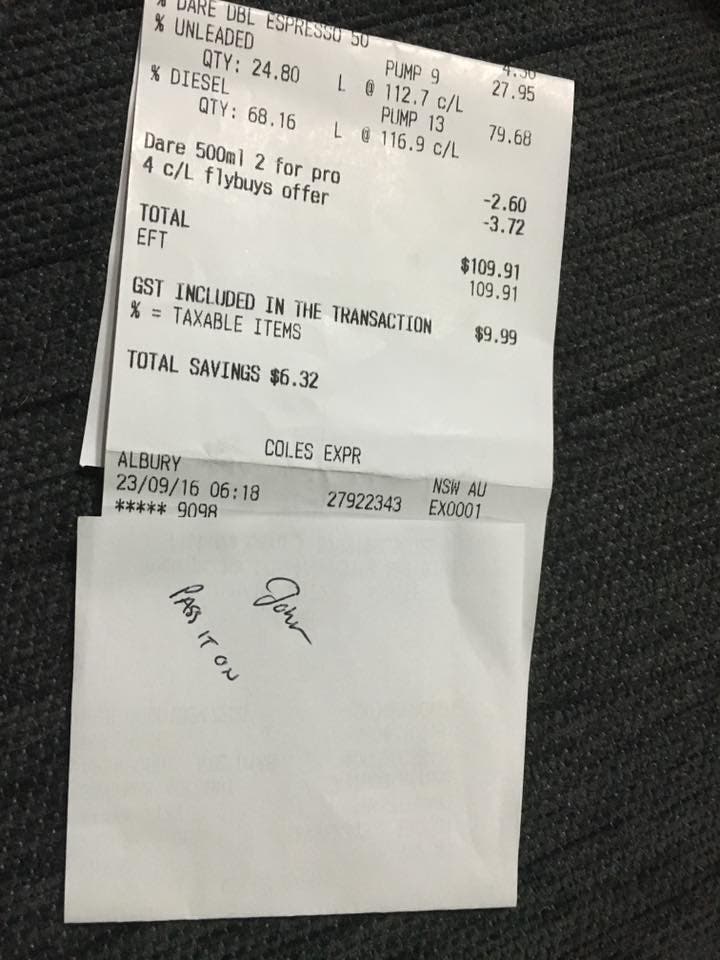 % DARE DBL ESPRESSO 50 4.30
% UNLEADED PUMP 9 27.95
QTY: 24.80 L @ 112.7 c/L
% DIESEL PUMP 13 79.68
QTY: 68.16 L @ 116.9 c/L
Dare 500ml 2 for pro -2.60
4 c/L flybuys offer -3.72
TOTAL $109.91
EFT 109.91
GST INCLUDED IN THE TRANSACTION $9.99
% = TAXABLE ITEMS
TOTAL SAVINGS $6.32
COLES EXPR
ALBURY NSW AU
23/09/16 06:18 27922343 EX0001
***** 9098
John
PASS IT ON